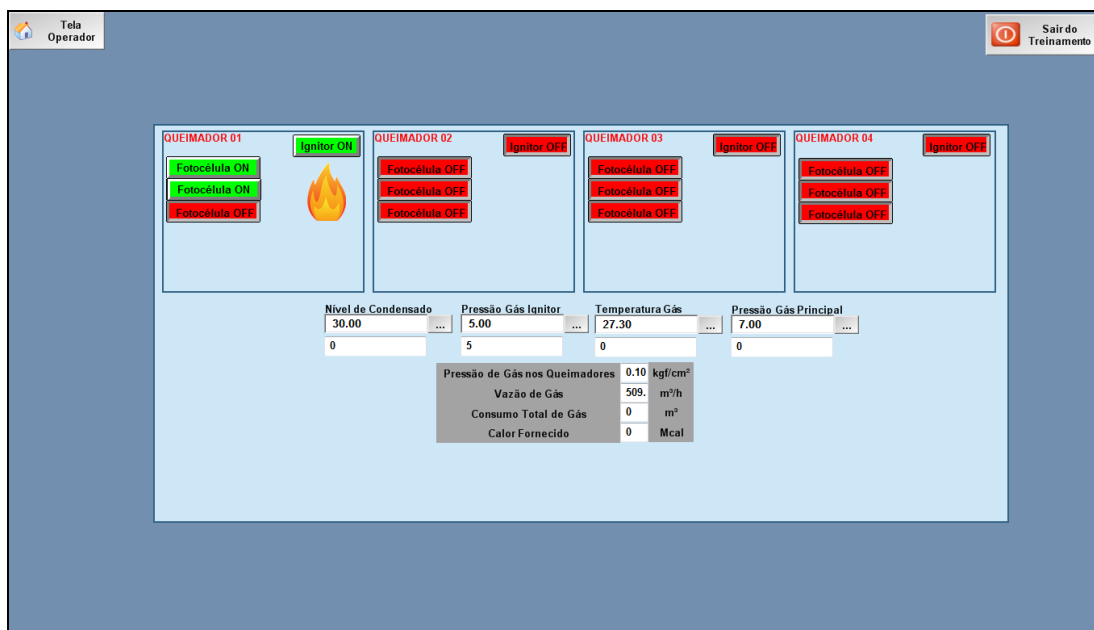 Tela
Operador
Sair do
Treinamento
QUEIMADOR 01
Ignitor ON
Fotocélula ON
Fotocélula ON
Fotocélula OFF
QUEIMADOR 02
Ignitor OFF
Fotocélula OFF
Fotocélula OFF
Fotocélula OFF
QUEIMADOR 03
Ignitor OFF
Fotocélula OFF
Fotocélula OFF
Fotocélula OFF
QUEIMADOR 04
Ignitor OFF
Fotocélula OFF
Fotocélula OFF
Fotocélula OFF
Nível de Condensado
30.00 ...
0
Pressão Gás Ignitor
5.00 ...
5
Temperatura Gás
27.30 ...
0
Pressão Gás Principal
7.00 ...
0
Pressão de Gás nos Queimadores 0.10 kgf/cm²
Vazão de Gás 509. m³/h
Consumo Total de Gás 0 m³
Calor Fornecido 0 Mcal